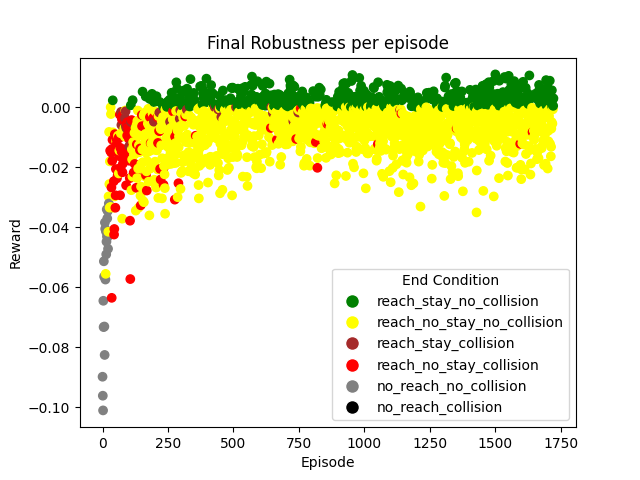 Final Robustness per episode
0.00
−0.02
−0.04
−0.06
−0.08
−0.10
Reward
End Condition
reach_stay_no_collision
reach_no_stay_no_collision
reach_stay_collision
reach_no_stay_collision
no_reach_no_collision
no_reach_collision
0 250 500 750 1000 1250 1500 1750
Episode